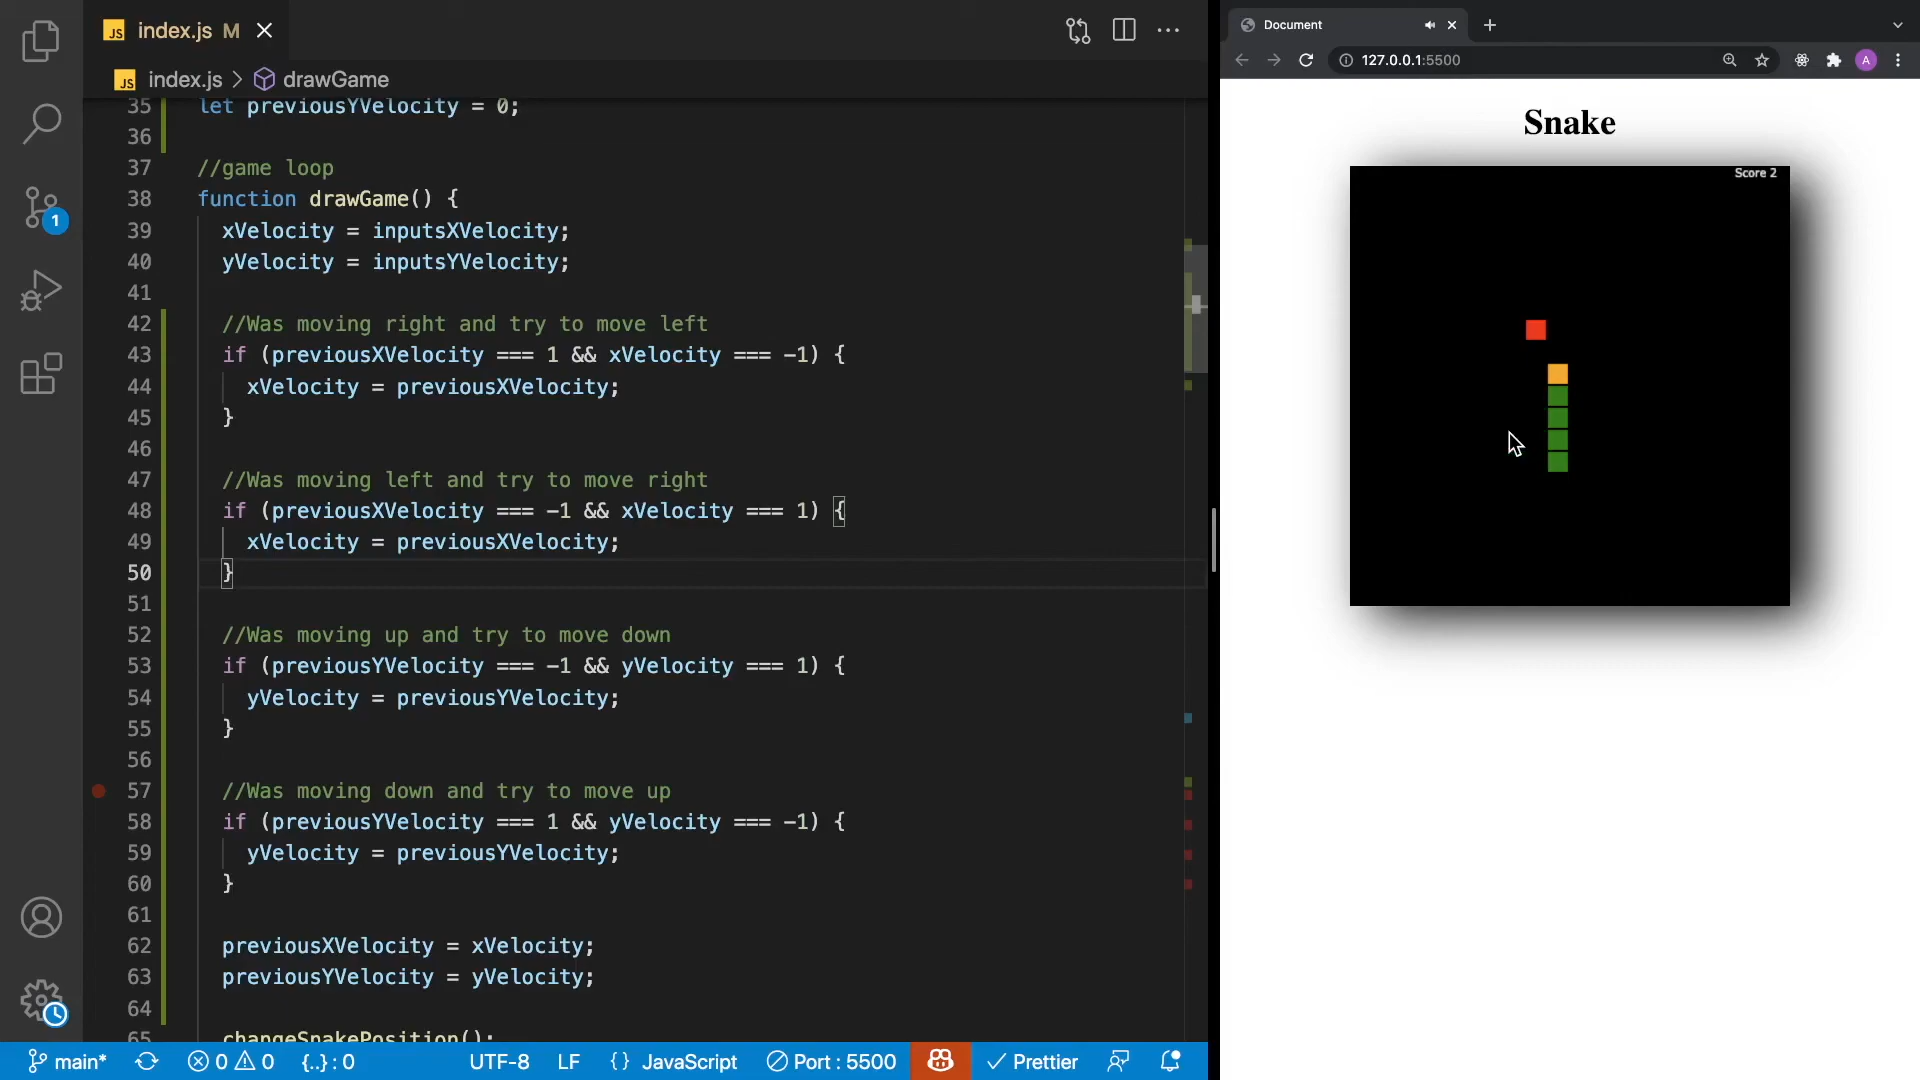 JS index.js M
JS index.js > drawGame
35 let previousYVelocity = 0;
36
37 //game loop
38 function drawGame() {
39 xVelocity = inputsXVelocity;
40 yVelocity = inputsYVelocity;
41
42 //Was moving right and try to move left
43 if (previousXVelocity === 1 && xVelocity === -1) {
44 xVelocity = previousXVelocity;
45 }
46
47 //Was moving left and try to move right
48 if (previousXVelocity === -1 && xVelocity === 1) {
49 xVelocity = previousXVelocity;
50 }
51
52 //Was moving up and try to move down
53 if (previousYVelocity === -1 && yVelocity === 1) {
54 yVelocity = previousYVelocity;
55 }
56
57 //Was moving down and try to move up
58 if (previousYVelocity === 1 && yVelocity === -1) {
59 yVelocity = previousYVelocity;
60 }
61
62 previousXVelocity = xVelocity;
63 previousYVelocity = yVelocity;
64
65 changeSnakePosition();
1
main* 0 0 {..} : 0 UTF-8 LF {} JavaScript Port : 5500 Prettier
Document
127.0.0.1:5500 A
Snake
Score 2